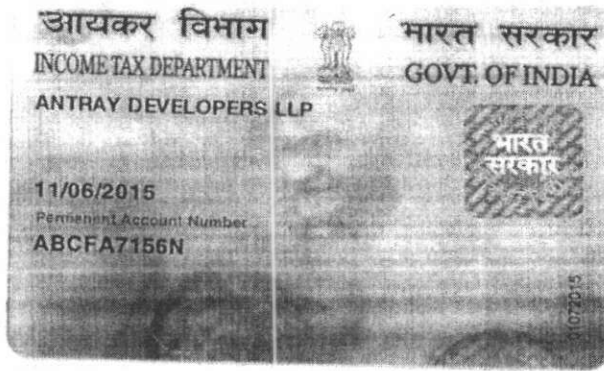 आयकर विभाग
भारत सरकार
INCOME TAX DEPARTMENT
GOVT. OF INDIA
ANTRAY DEVELOPERS LLP
भारत
सरकार
11/06/2015
Permanent Account Number
ABCFA7156N
01072015